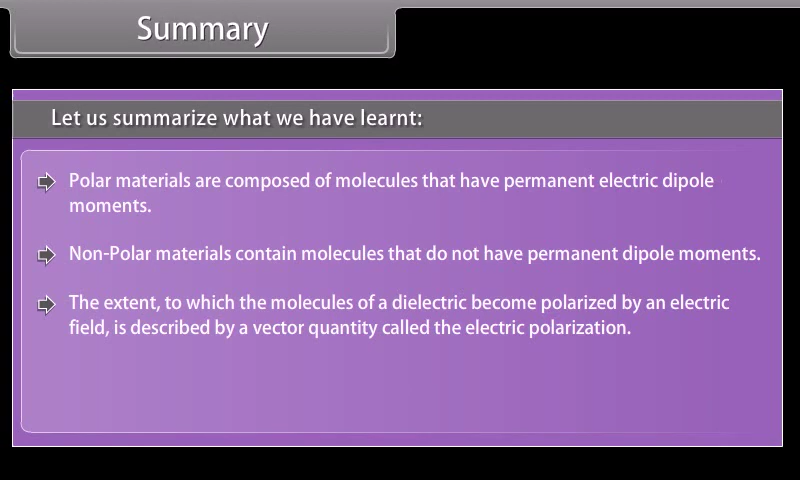 Summary
Let us summarize what we have learnt:
Polar materials are composed of molecules that have permanent electric dipole
moments.
Non-Polar materials contain molecules that do not have permanent dipole moments.
The extent, to which the molecules of a dielectric become polarized by an electric
field, is described by a vector quantity called the electric polarization.